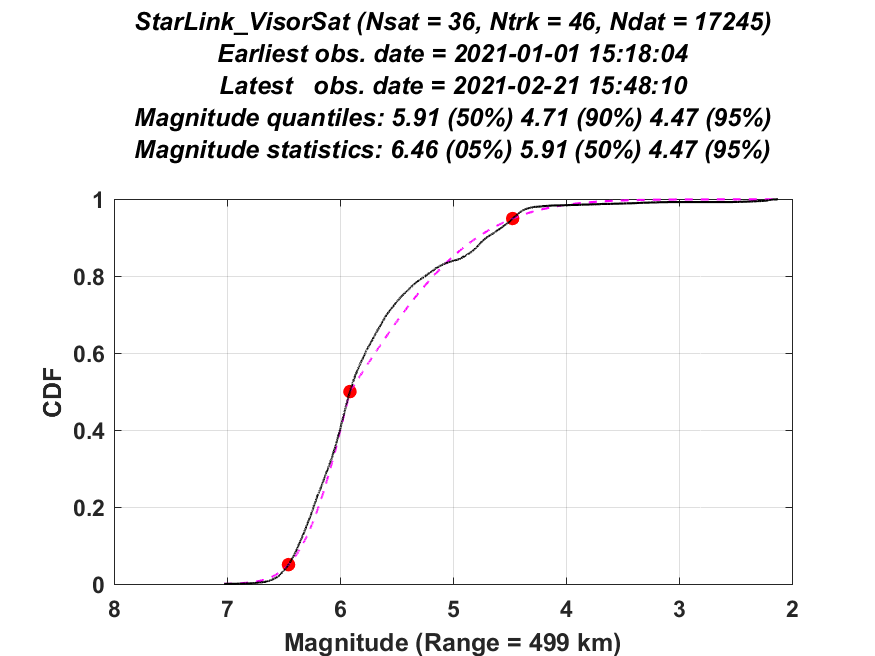 StarLink_VisorSat (Nsat = 36, Ntrk = 46, Ndat = 17245)
Earliest obs. date = 2021-01-01 15:18:04
Latest obs. date = 2021-02-21 15:48:10
Magnitude quantiles: 5.91 (50%) 4.71 (90%) 4.47 (95%)
Magnitude statistics: 6.46 (05%) 5.91 (50%) 4.47 (95%)
1
0.8
0.6
0.4
0.2
0
CDF
8 7 6 5 4 3 2
Magnitude (Range = 499 km)